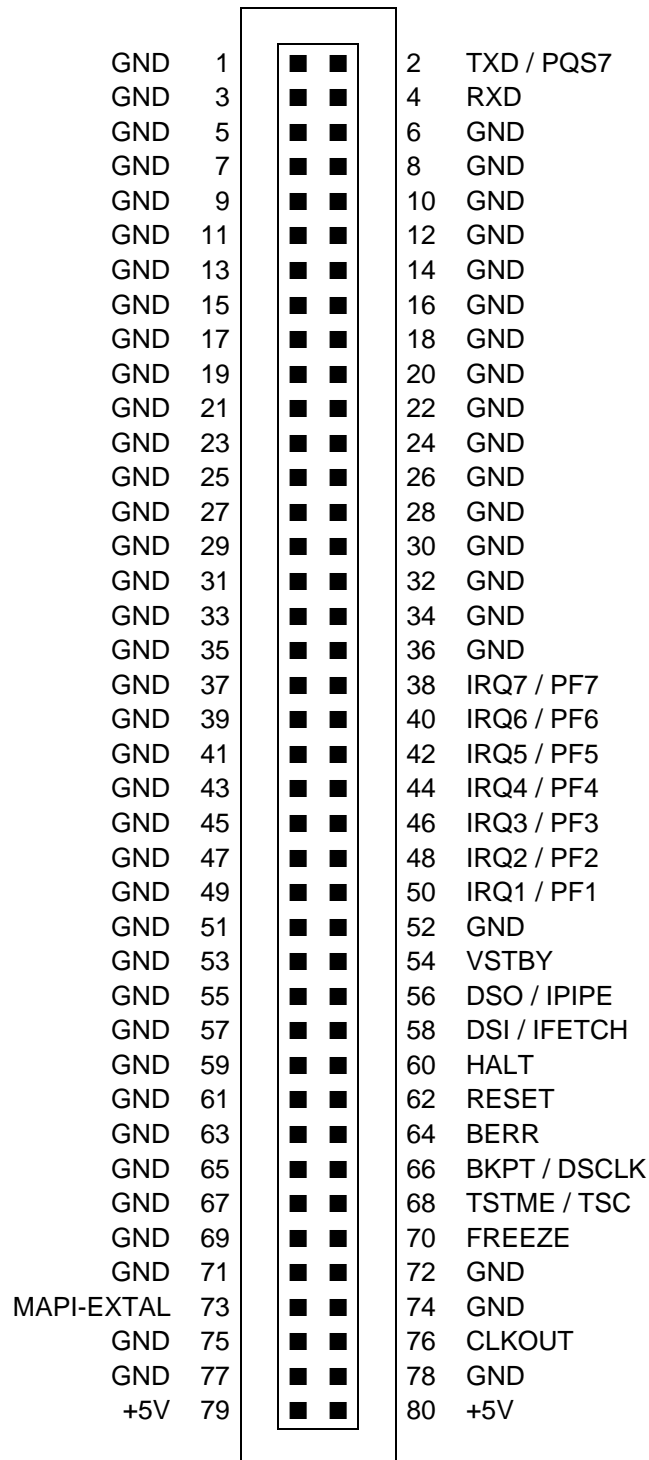 GND 1 2 TXD / PQS7
GND 3 4 RXD
GND 5 6 GND
GND 7 8 GND
GND 9 10 GND
GND 11 12 GND
GND 13 14 GND
GND 15 16 GND
GND 17 18 GND
GND 19 20 GND
GND 21 22 GND
GND 23 24 GND
GND 25 26 GND
GND 27 28 GND
GND 29 30 GND
GND 31 32 GND
GND 33 34 GND
GND 35 36 GND
GND 37 38 IRQ7 / PF7
GND 39 40 IRQ6 / PF6
GND 41 42 IRQ5 / PF5
GND 43 44 IRQ4 / PF4
GND 45 46 IRQ3 / PF3
GND 47 48 IRQ2 / PF2
GND 49 50 IRQ1 / PF1
GND 51 52 GND
GND 53 54 VSTBY
GND 55 56 DSO / IPIPE
GND 57 58 DSI / IFETCH
GND 59 60 HALT
GND 61 62 RESET
GND 63 64 BERR
GND 65 66 BKPT / DSCLK
GND 67 68 TSTME / TSC
GND 69 70 FREEZE
GND 71 72 GND
MAPI-EXTAL 73 74 GND
GND 75 76 CLKOUT
GND 77 78 GND
+5V 79 80 +5V